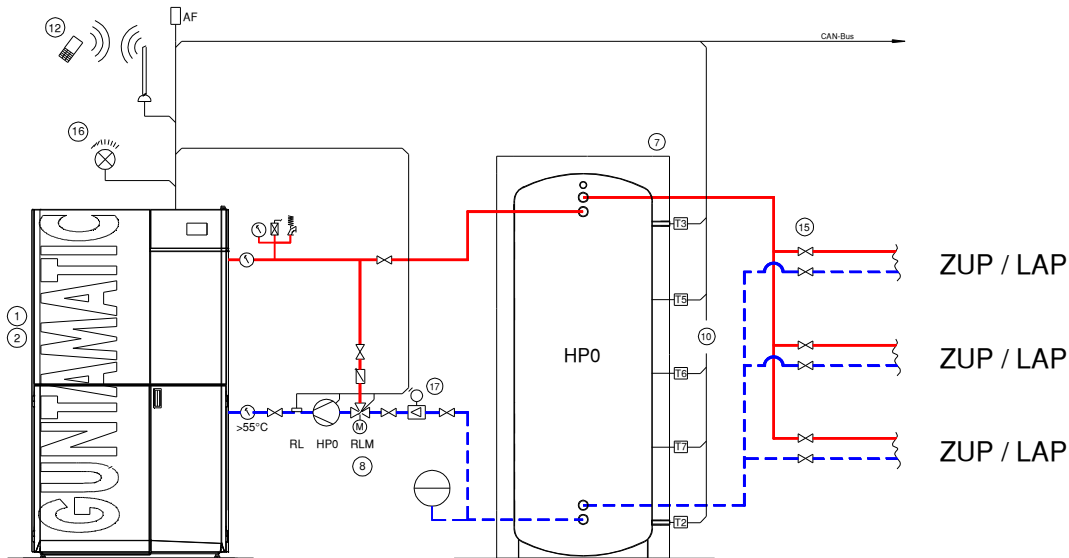 12
AF
CAN-Bus
16
7
GUNTAMATIC
T3
15
ZUP / LAP
T5
1
2
10
HP0
ZUP / LAP
T6
17
>55°C
RL
HP0
RLM
M
8
T7
ZUP / LAP
T2